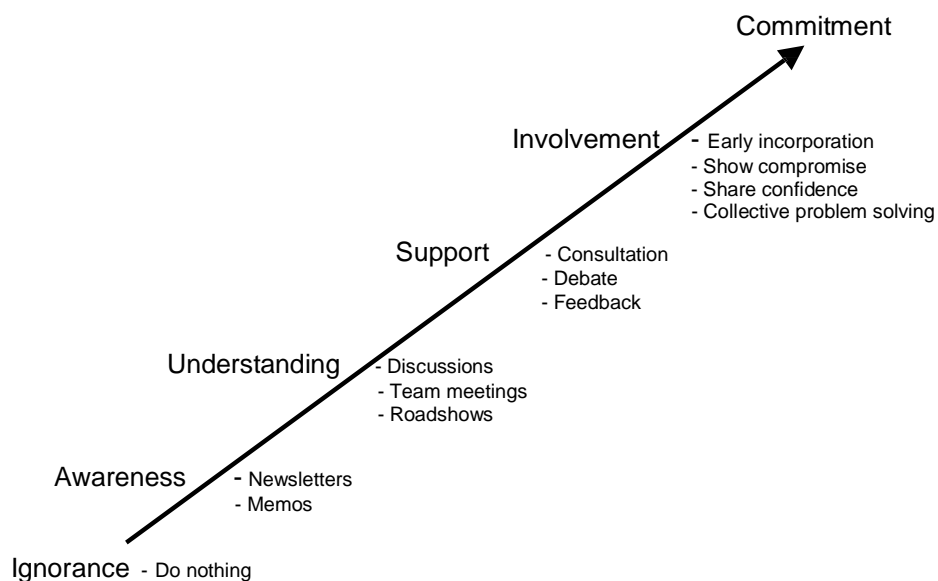 Commitment
Involvement - Early incorporation
- Show compromise
- Share confidence
- Collective problem solving
Support - Consultation
- Debate
- Feedback
Understanding - Discussions
- Team meetings
- Roadshows
Awareness - Newsletters
- Memos
Ignorance - Do nothing